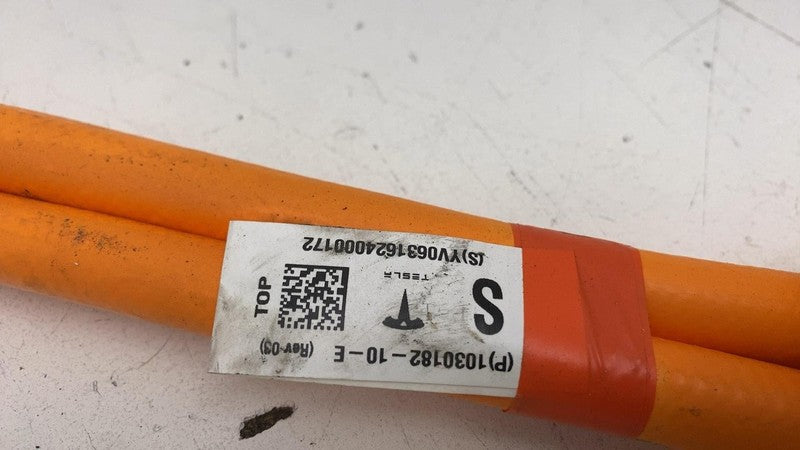 (P)1030182-10-E (Rev-03)
S
TESLA
TOP
(S)YV0631624000172